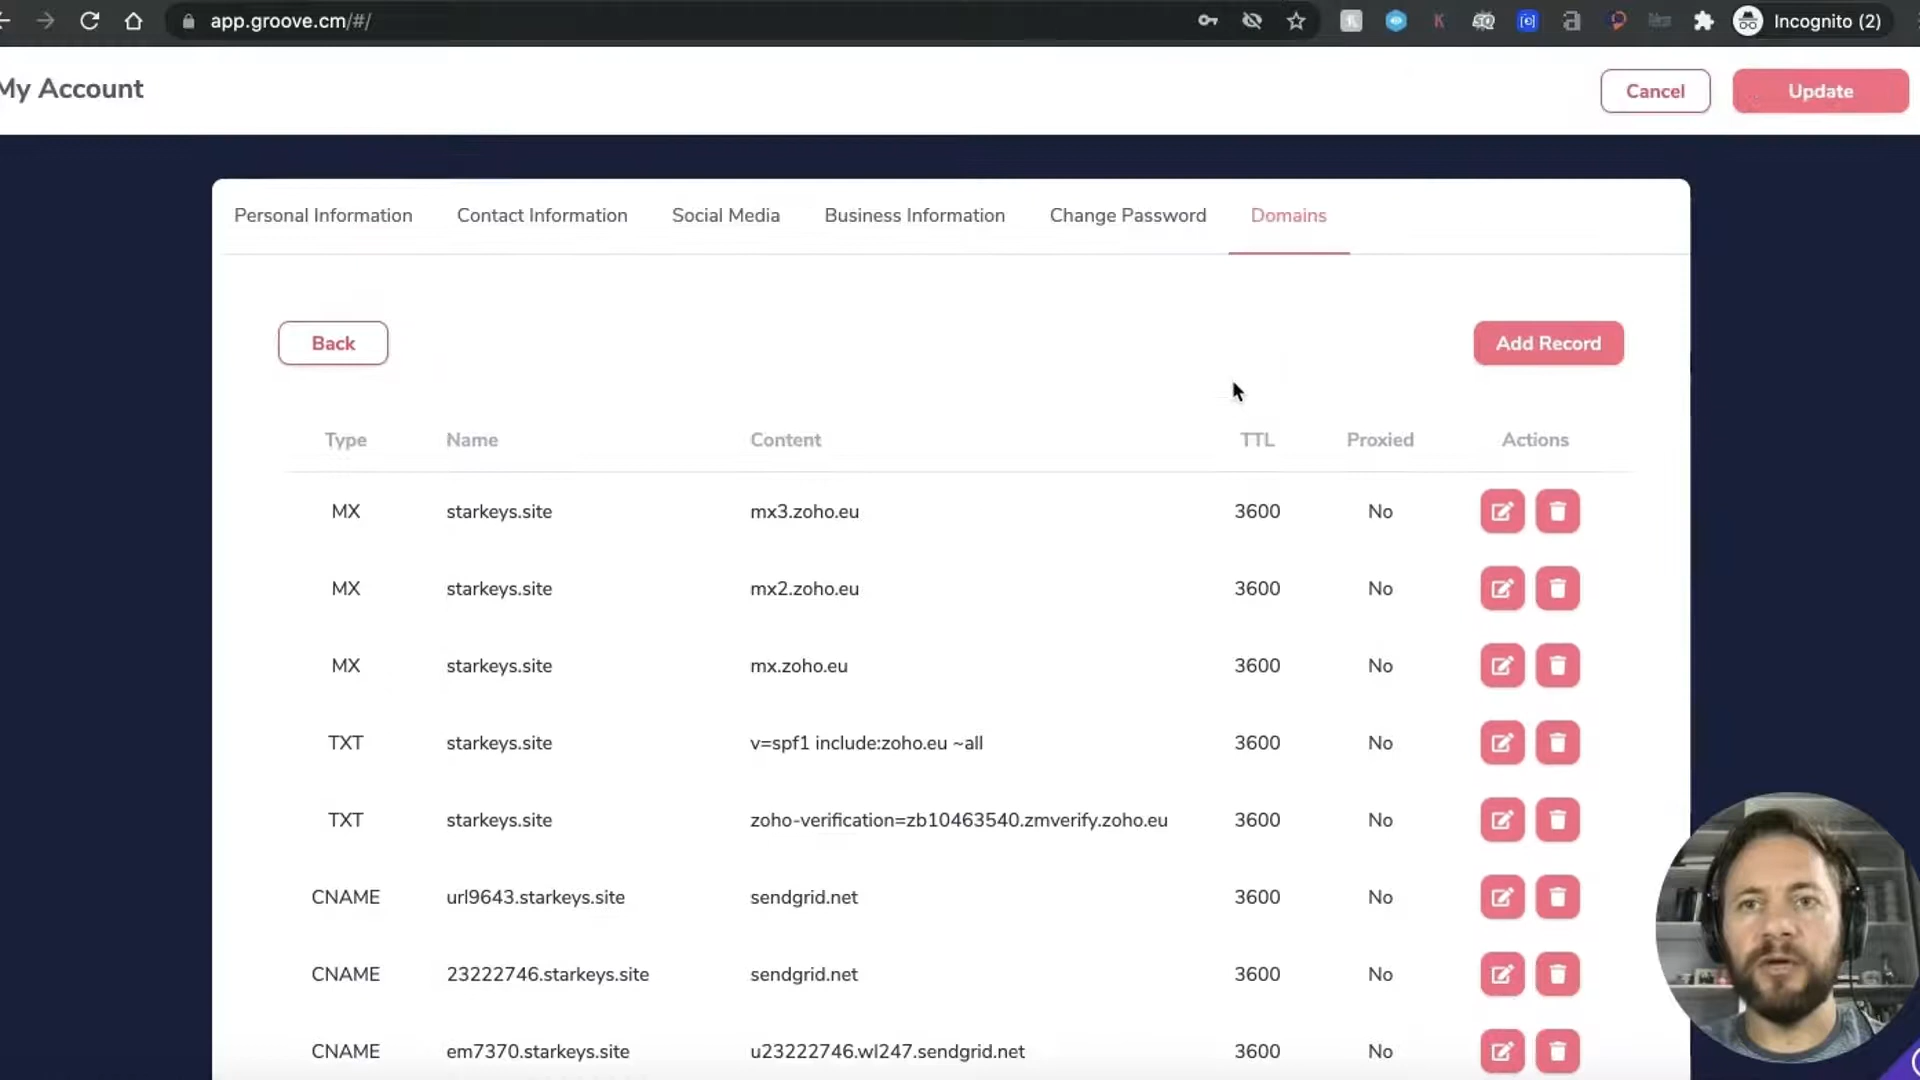 app.groove.cm/#/
Incognito (2)
My Account
Cancel
Update
Personal Information
Contact Information
Social Media
Business Information
Change Password
Domains
Back
Add Record
Type Name Content TTL Proxied Actions
MX starkeys.site mx3.zoho.eu 3600 No
MX starkeys.site mx2.zoho.eu 3600 No
MX starkeys.site mx.zoho.eu 3600 No
TXT starkeys.site v=spf1 include:zoho.eu ~all 3600 No
TXT starkeys.site zoho-verification=zb10463540.zmverify.zoho.eu 3600 No
CNAME url9643.starkeys.site sendgrid.net 3600 No
CNAME 23222746.starkeys.site sendgrid.net 3600 No
CNAME em7370.starkeys.site u23222746.wl247.sendgrid.net 3600 No